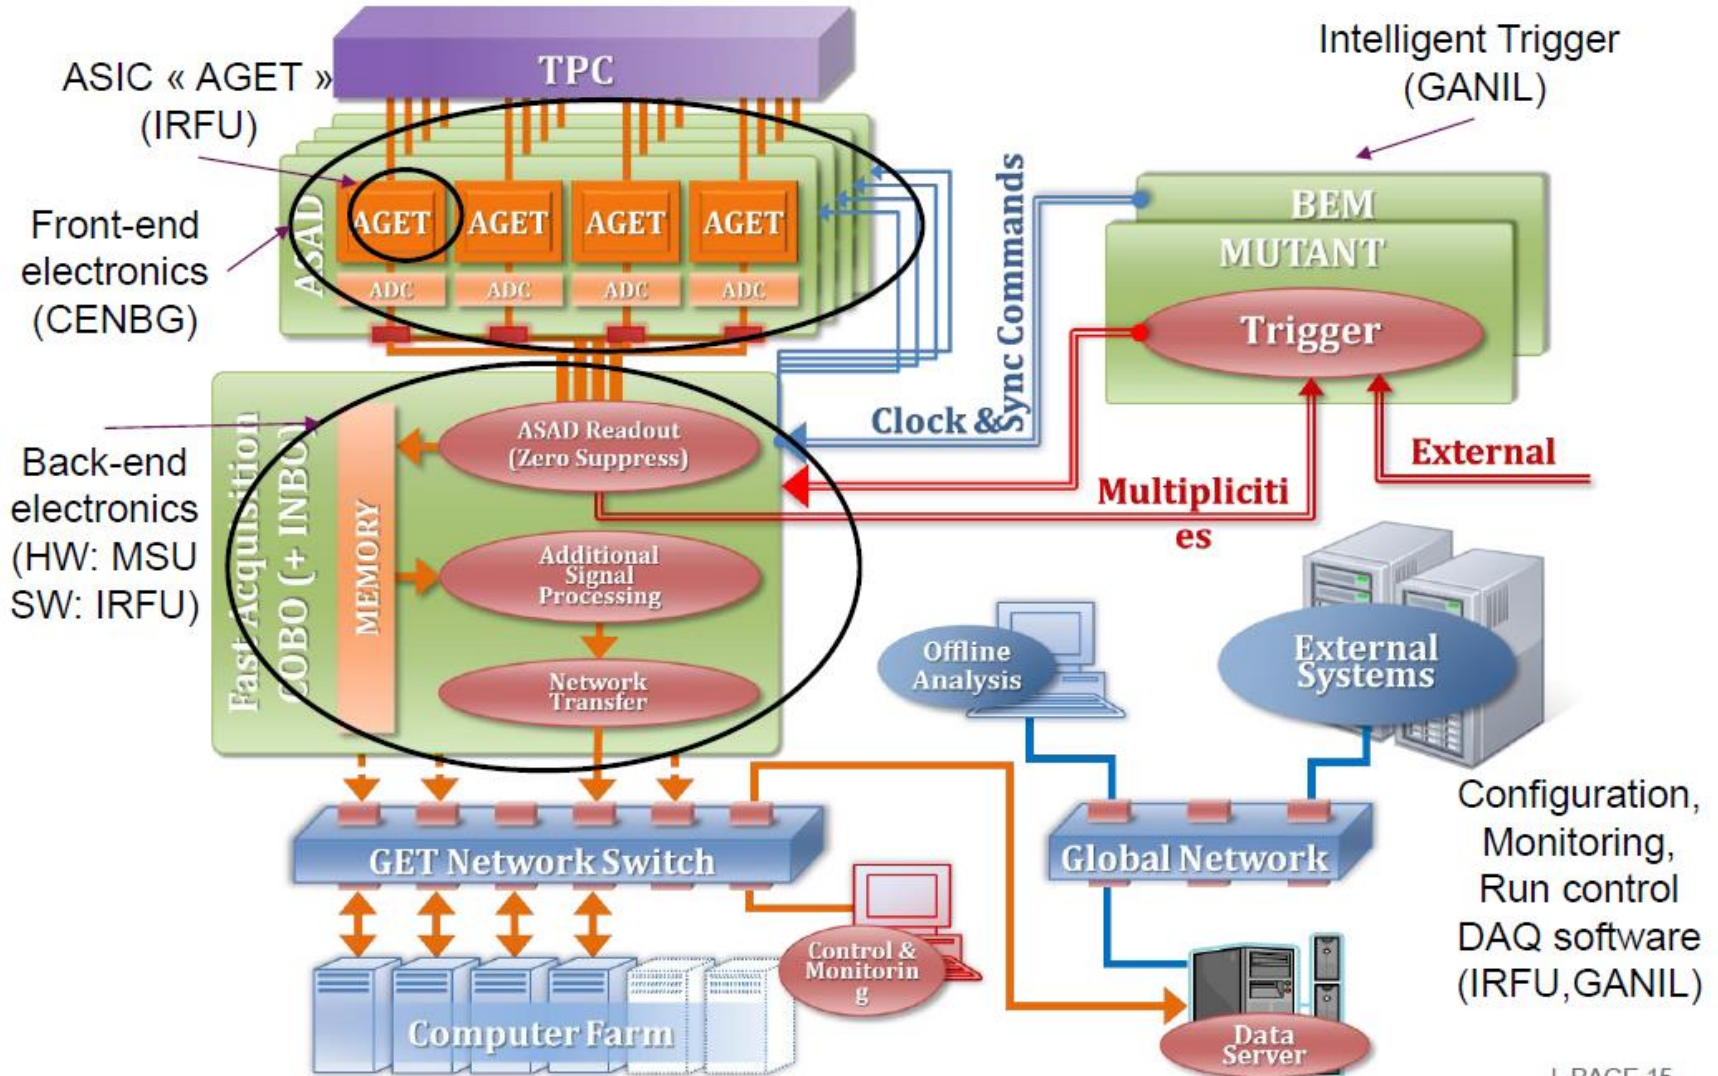 TPC
ASIC « AGET »
(IRFU)
Intelligent Trigger
(GANIL)
Front-end
electronics
(CENBG)
ASAD
AGET
AGET
AGET
AGET
ADC
ADC
ADC
ADC
Clock &
Sync Commands
BEM
MUTANT
Trigger
External
Multipliciti
es
Back-end
electronics
(HW: MSU
SW: IRFU)
Fast Acquisition
COBO (+ INBO)
MEMORY
ASAD Readout
(Zero Suppress)
Additional
Signal
Processing
Network
Transfer
Offline
Analysis
External
Systems
GET Network Switch
Global Network
Configuration,
Monitoring,
Run control
DAQ software
(IRFU,GANIL)
Control &
Monitorin
g
Computer Farm
Data
Server
| PAGE 15